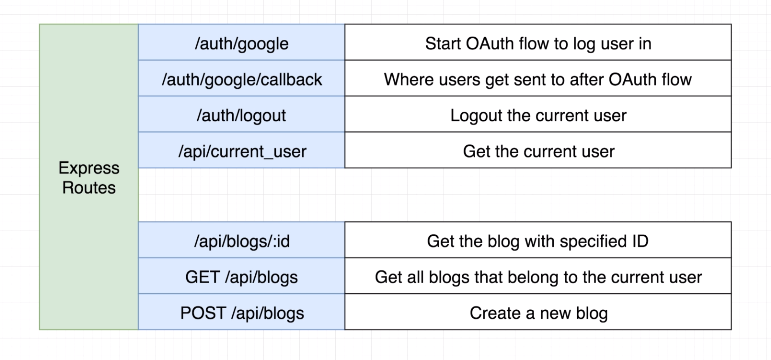 Express
Routes
/auth/google
Start OAuth flow to log user in
/auth/google/callback
Where users get sent to after OAuth flow
/auth/logout
Logout the current user
/api/current_user
Get the current user
/api/blogs/:id
Get the blog with specified ID
GET /api/blogs
Get all blogs that belong to the current user
POST /api/blogs
Create a new blog